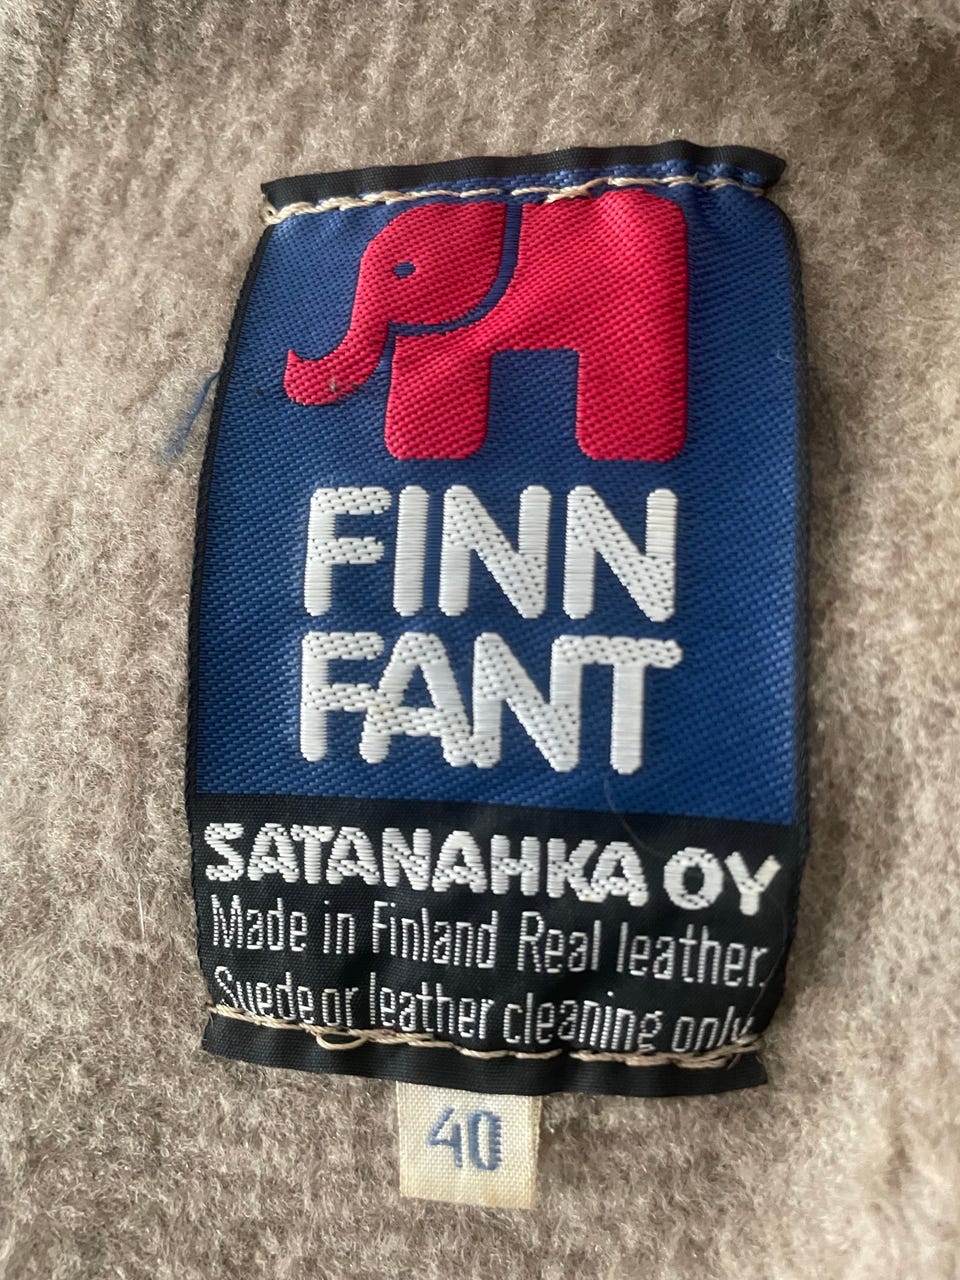 FINN
FANT
SATANAHKA OY
Made in Finland Real leather.
Suede or leather cleaning only.
40